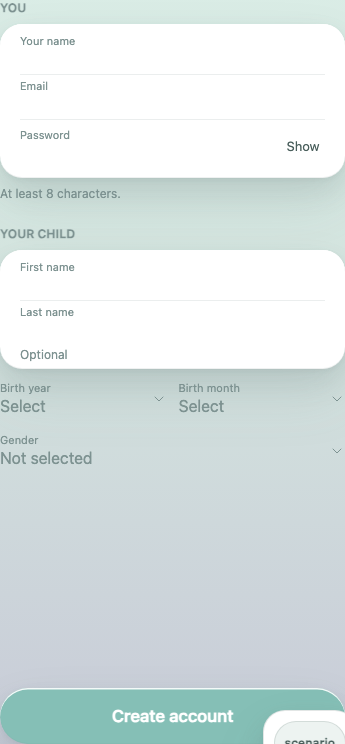 YOU
Your name
Email
Password
Show
At least 8 characters.
YOUR CHILD
First name
Last name
Optional
Birth year
Birth month
Select
Select
Gender
Not selected
Create account
scenario